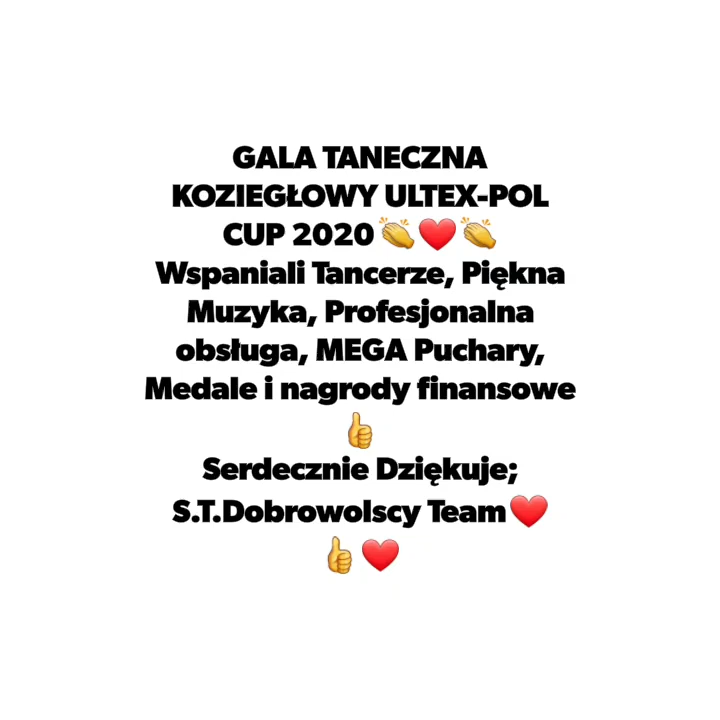 GALA TANECZNA
KOZIEGŁOWY ULTEX-POL
CUP 2020👏❤️👏
Wspaniali Tancerze, Piękna
Muzyka, Profesjonalna
obsługa, MEGA Puchary,
Medale i nagrody finansowe
👍
Serdecznie Dziękuje;
S.T.Dobrowolscy Team❤️
👍❤️